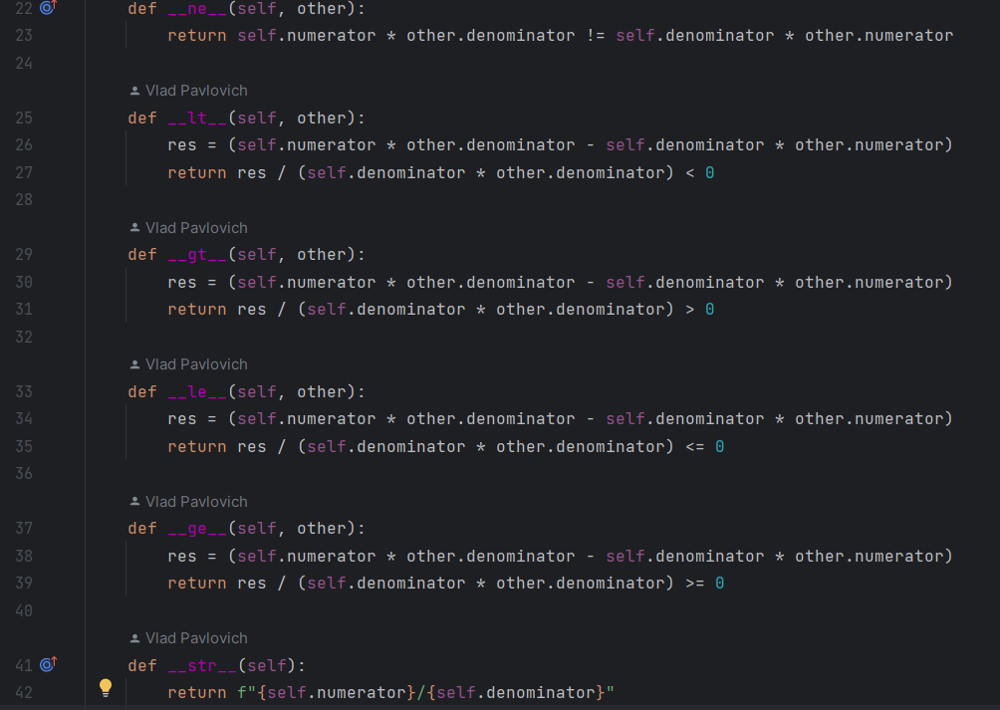 22 def __ne__(self, other):
23 return self.numerator * other.denominator != self.denominator * other.numerator
24
Vlad Pavlovich
25 def __lt__(self, other):
26 res = (self.numerator * other.denominator - self.denominator * other.numerator)
27 return res / (self.denominator * other.denominator) < 0
28
Vlad Pavlovich
29 def __gt__(self, other):
30 res = (self.numerator * other.denominator - self.denominator * other.numerator)
31 return res / (self.denominator * other.denominator) > 0
32
Vlad Pavlovich
33 def __le__(self, other):
34 res = (self.numerator * other.denominator - self.denominator * other.numerator)
35 return res / (self.denominator * other.denominator) <= 0
36
Vlad Pavlovich
37 def __ge__(self, other):
38 res = (self.numerator * other.denominator - self.denominator * other.numerator)
39 return res / (self.denominator * other.denominator) >= 0
40
Vlad Pavlovich
41 def __str__(self):
42 return f"{self.numerator}/{self.denominator}"